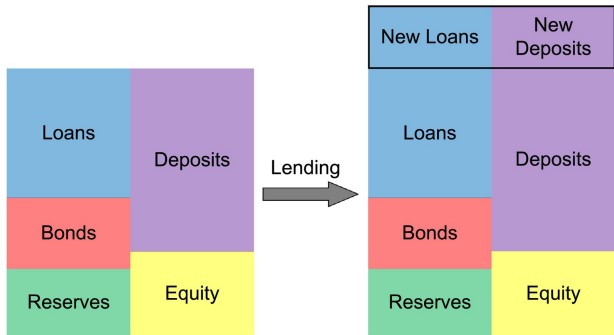 Loans
Deposits
Bonds
Reserves
Equity
Lending
New Loans
New
Deposits
Loans
Deposits
Bonds
Reserves
Equity